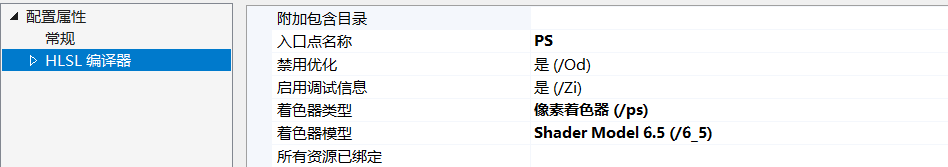 配置属性
常规
HLSL 编译器
附加包含目录
入口点名称 PS
禁用优化 是 (/Od)
启用调试信息 是 (/Zi)
着色器类型 像素着色器 (/ps)
着色器模型 Shader Model 6.5 (/6_5)
所有资源已绑定